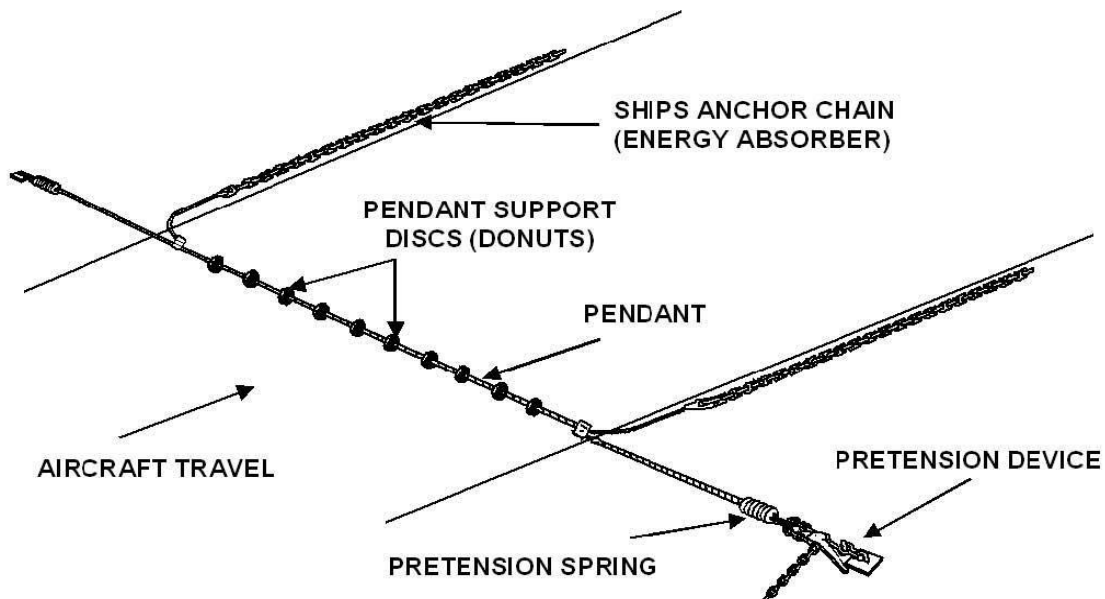 SHIPS ANCHOR CHAIN
(ENERGY ABSORBER)
PENDANT SUPPORT
DISCS (DONUTS)
PENDANT
AIRCRAFT TRAVEL
PRETENSION DEVICE
PRETENSION SPRING